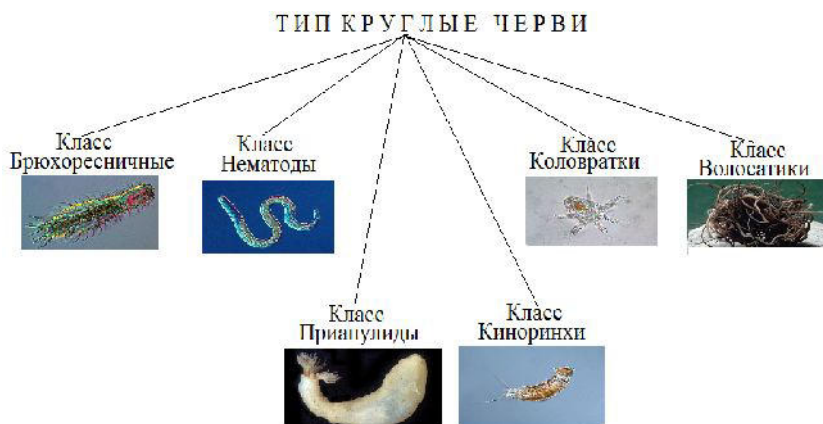 ТИП КРУГЛЫЕ ЧЕРВИ
Класс
Брюхоресничные
Класс
Нематоды
Класс
Коловратки
Класс
Волосатики
Класс
Приапулиды
Класс
Киноринхи